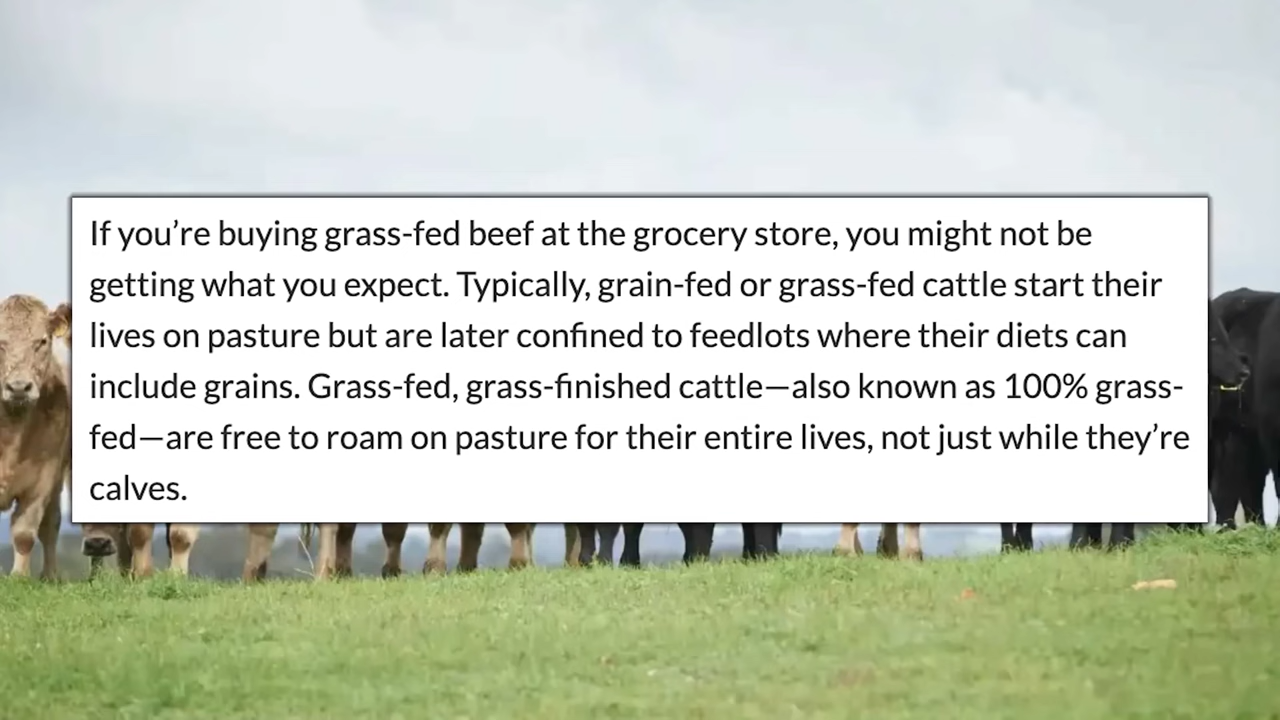 If you’re buying grass-fed beef at the grocery store, you might not be
getting what you expect. Typically, grain-fed or grass-fed cattle start their
lives on pasture but are later confined to feedlots where their diets can
include grains. Grass-fed, grass-finished cattle—also known as 100% grass-
fed—are free to roam on pasture for their entire lives, not just while they’re
calves.